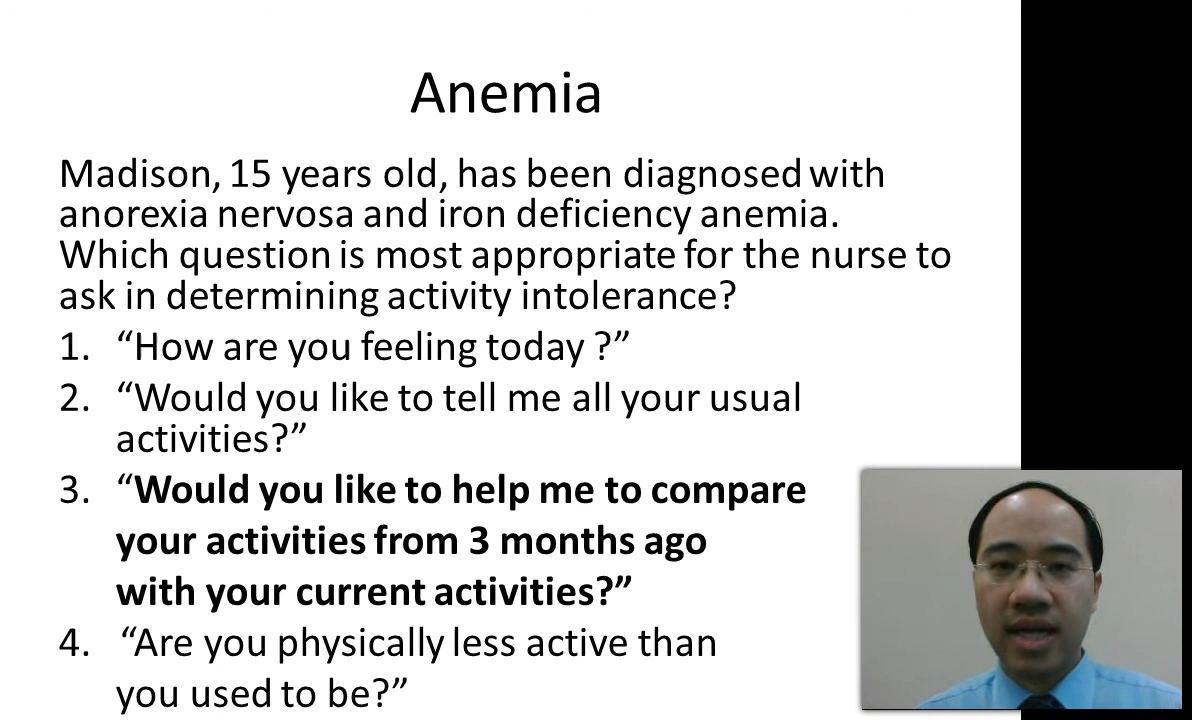 Anemia
Madison, 15 years old, has been diagnosed with
anorexia nervosa and iron deficiency anemia.
Which question is most appropriate for the nurse to
ask in determining activity intolerance?
1. “How are you feeling today ?”
2. “Would you like to tell me all your usual
activities?”
3. “Would you like to help me to compare
your activities from 3 months ago
with your current activities?”
4. “Are you physically less active than
you used to be?”